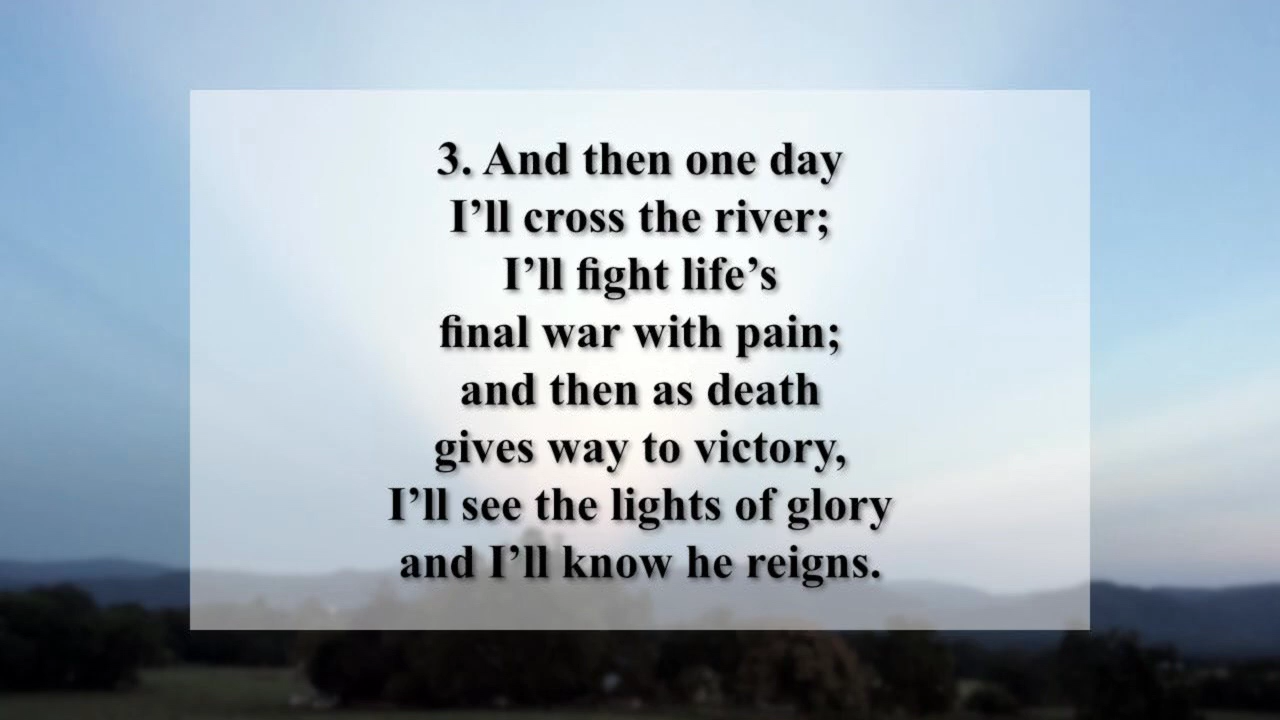 3. And then one day
I’ll cross the river;
I’ll fight life’s
final war with pain;
and then as death
gives way to victory,
I’ll see the lights of glory
and I’ll know he reigns.